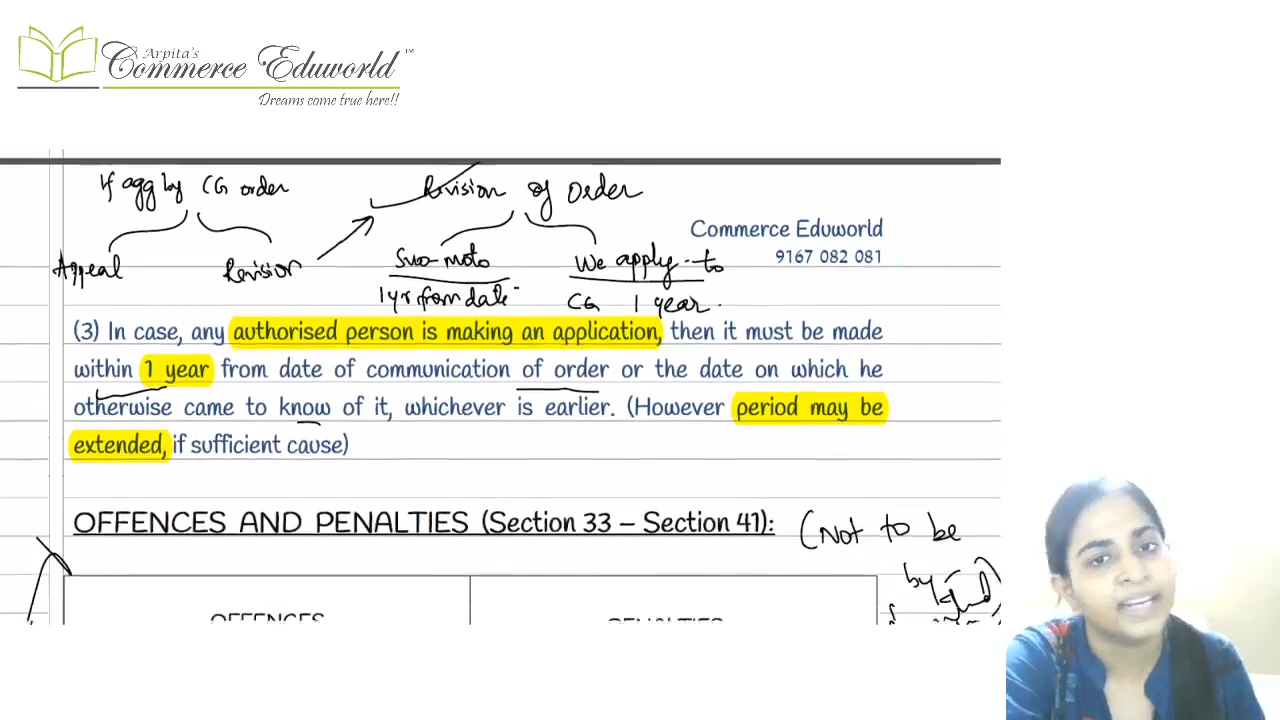 Arpita's
Commerce Eduworld™
Dreams come true here!!
If agg by CG order
Revision of Order
Appeal
Revision
Suo-moto
1yr from date
We apply to
CG 1 year.
Commerce Eduworld
9167 082 081
(3) In case, any authorised person is making an application, then it must be made
within 1 year from date of communication of order or the date on which he
otherwise came to know of it, whichever is earlier. (However period may be
extended, if sufficient cause)
OFFENCES AND PENALTIES (Section 33 – Section 41):
(Not to be
by
OFFENCES
PENALTIES